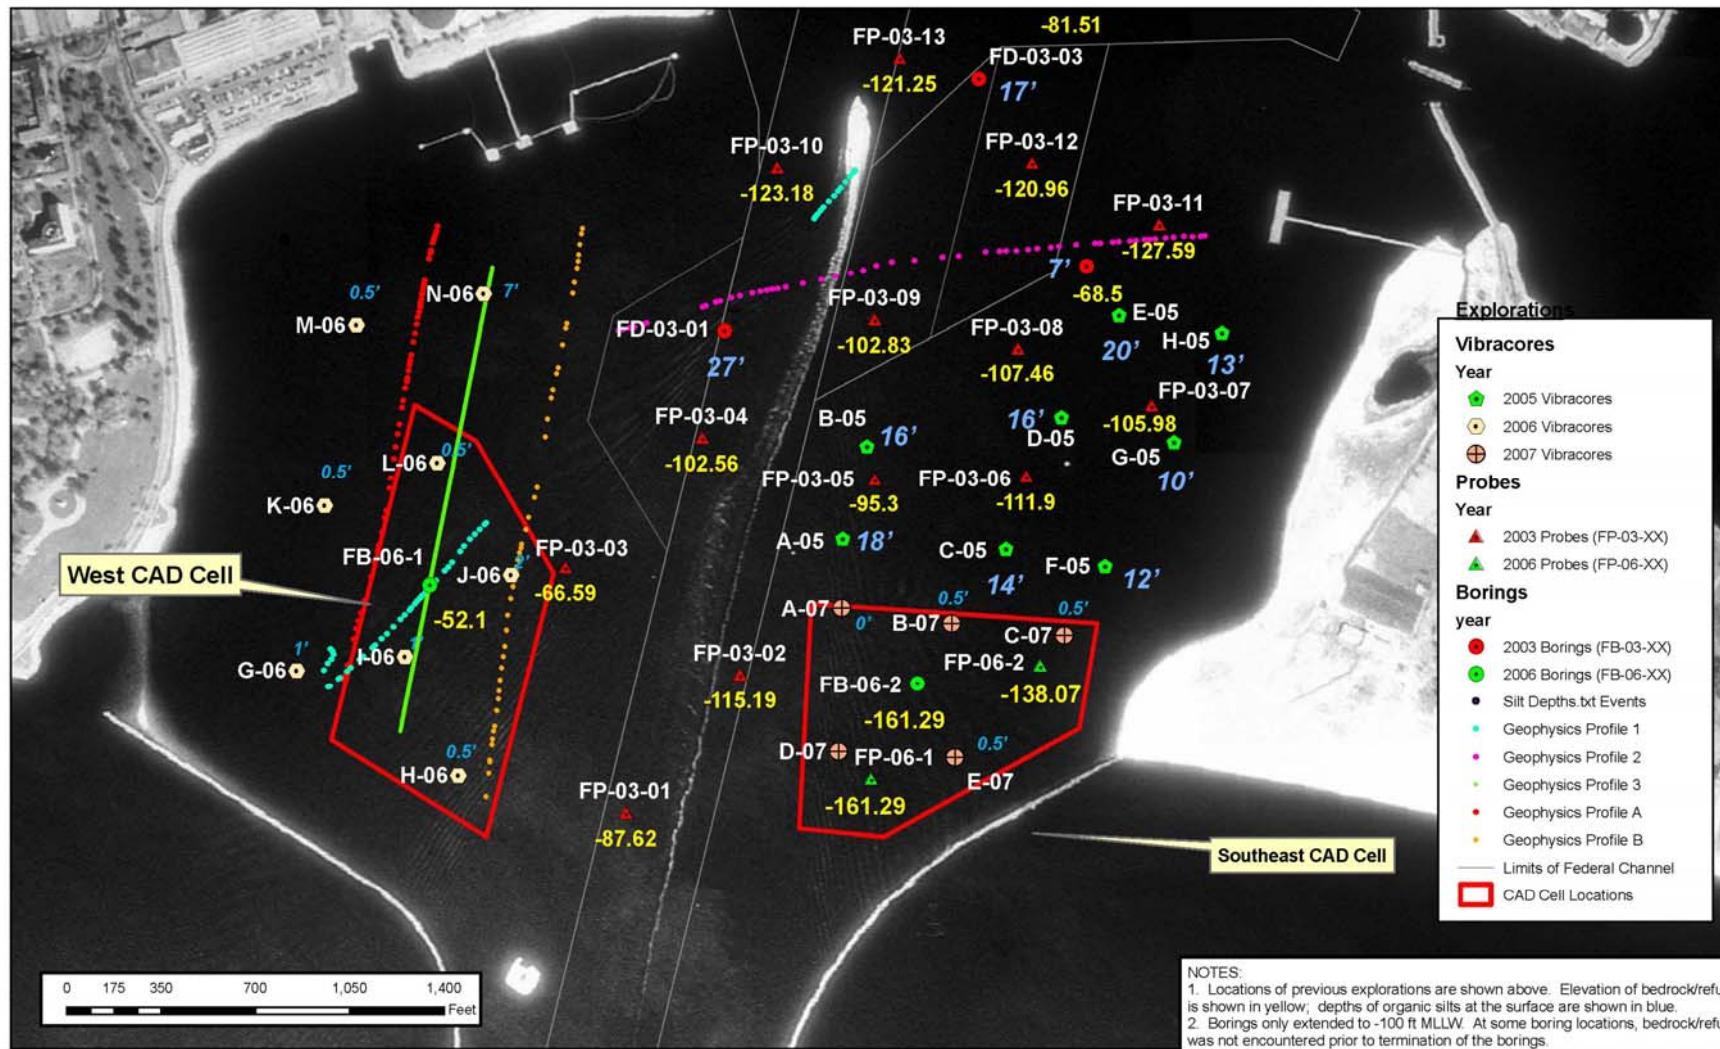 -81.51
FP-03-13
-121.25
FD-03-03
17’
FP-03-10
-123.18
FP-03-12
-120.96
FP-03-11
-127.59
7’
-68.5
N-06
7'
0.5'
M-06
FD-03-01
27’
FP-03-09
-102.83
FP-03-08
-107.46
E-05
20’
H-05
13’
FP-03-07
-105.98
FP-03-04
-102.56
B-05
16’
16’
D-05
G-05
10’
L-06
0.5'
0.5'
K-06
FP-03-05
-95.3
FP-03-06
-111.9
A-05
18’
C-05
14’
F-05
12’
FB-06-1
-52.1
J-06
2'
FP-03-03
-66.59
West CAD Cell
A-07
0'
0.5'
B-07
0.5'
C-07
1'
G-06
I-06
FP-03-02
-115.19
FP-06-2
-138.07
FB-06-2
-161.29
D-07
FP-06-1
-161.29
0.5'
E-07
0.5'
H-06
FP-03-01
-87.62
Southeast CAD Cell
Explorations
Vibracores
Year
2005 Vibracores
2006 Vibracores
2007 Vibracores
Probes
Year
2003 Probes (FP-03-XX)
2006 Probes (FP-06-XX)
Borings
year
2003 Borings (FB-03-XX)
2006 Borings (FB-06-XX)
Silt Depths.txt Events
Geophysics Profile 1
Geophysics Profile 2
Geophysics Profile 3
Geophysics Profile A
Geophysics Profile B
Limits of Federal Channel
CAD Cell Locations
0 175 350 700 1,050 1,400
Feet
NOTES:
1. Locations of previous explorations are shown above. Elevation of bedrock/refu
is shown in yellow; depths of organic silts at the surface are shown in blue.
2. Borings only extended to -100 ft MLLW. At some boring locations, bedrock/refu
was not encountered prior to termination of the borings.